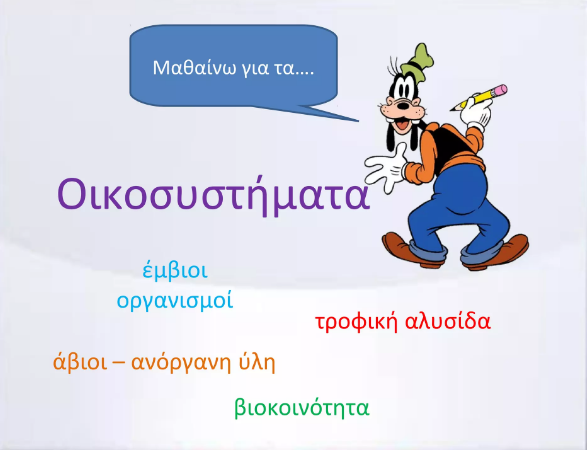 Μαθαίνω για τα....
Οικοσυστήματα
έμβιοι
οργανισμοί
τροφική αλυσίδα
άβιοι – ανόργανη ύλη
βιοκοινότητα